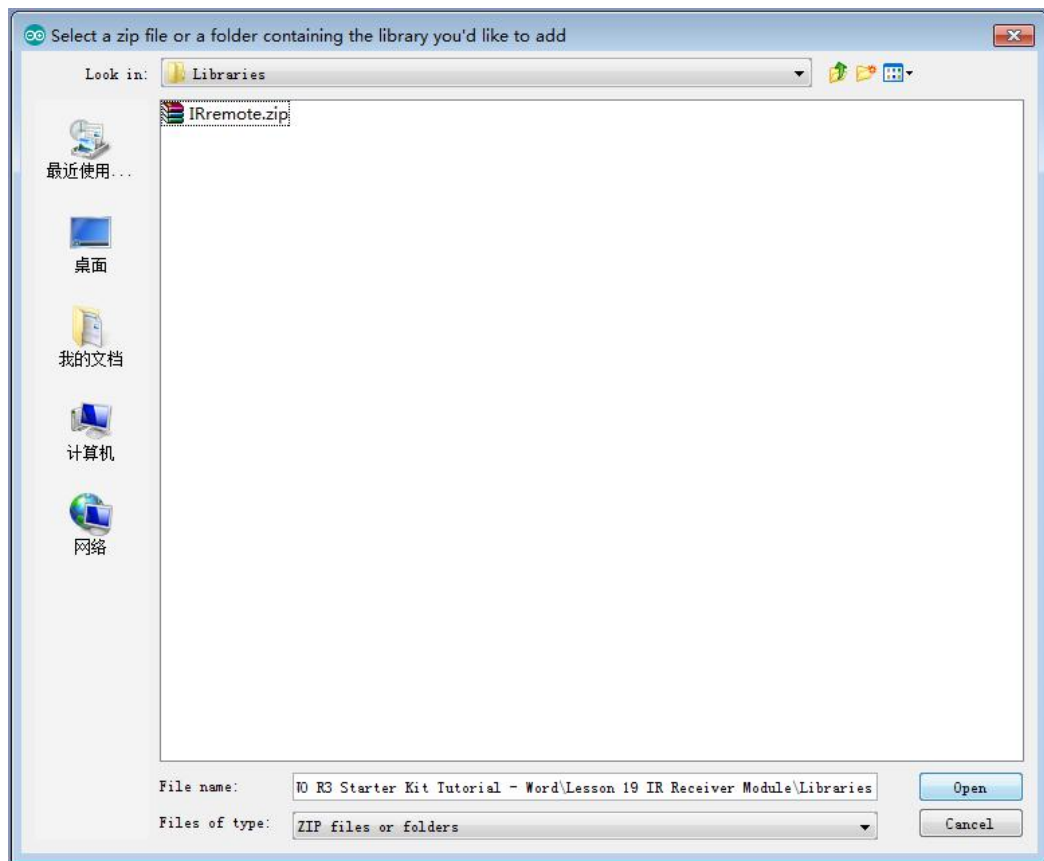 Select a zip file or a folder containing the library you'd like to add
Look in: Libraries
IRremote.zip
最近使用...
桌面
我的文档
计算机
网络
File name: R3 Starter Kit Tutorial - Word\Lesson 19 IR Receiver Module\Libraries
Open
Files of type: ZIP files or folders
Cancel